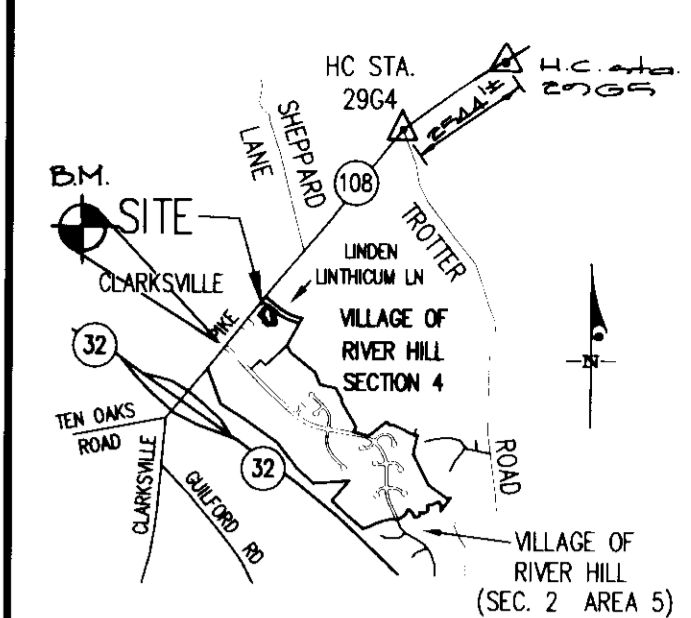 HC STA.
29G4
H.C. sta.
29G5
2544'±
SHEPPARD
LANE
108
B.M.
SITE
TROTTER
ROAD
CLARKSVILLE
PIKE
LINDEN
LINTHICUM LN
VILLAGE OF
RIVER HILL
SECTION 4
32
N
TEN OAKS
ROAD
32
CLARKSVILLE
GUILFORD RD
VILLAGE OF
RIVER HILL
(SEC. 2 AREA 5)